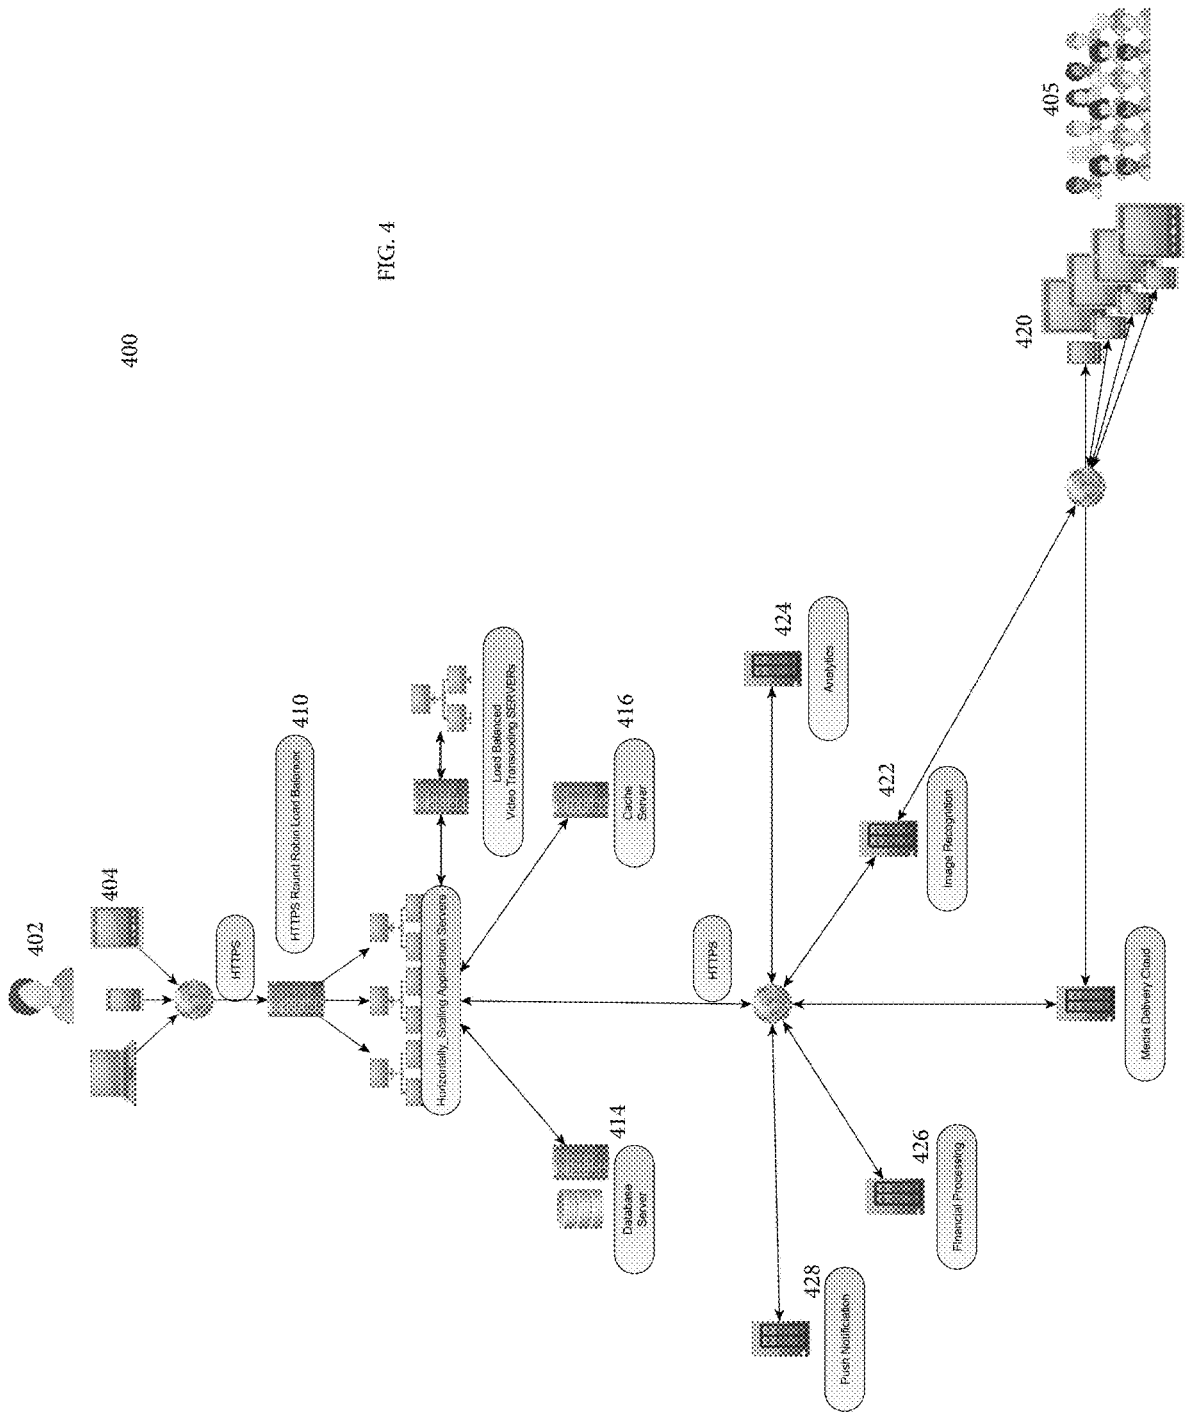 402
404
HTTPS
410
HTTPS Round Robin Load Balancer
400
Horizontally_Scaling Application Servers
Load Balanced
Video Transcoding SERVERs
FIG. 4
414
Database
Server
416
Cache
Server
HTTPS
428
Push Notification
424
Analytics
426
Financial Processing
422
Image Recognition
420
405
Media Delivery Cloud